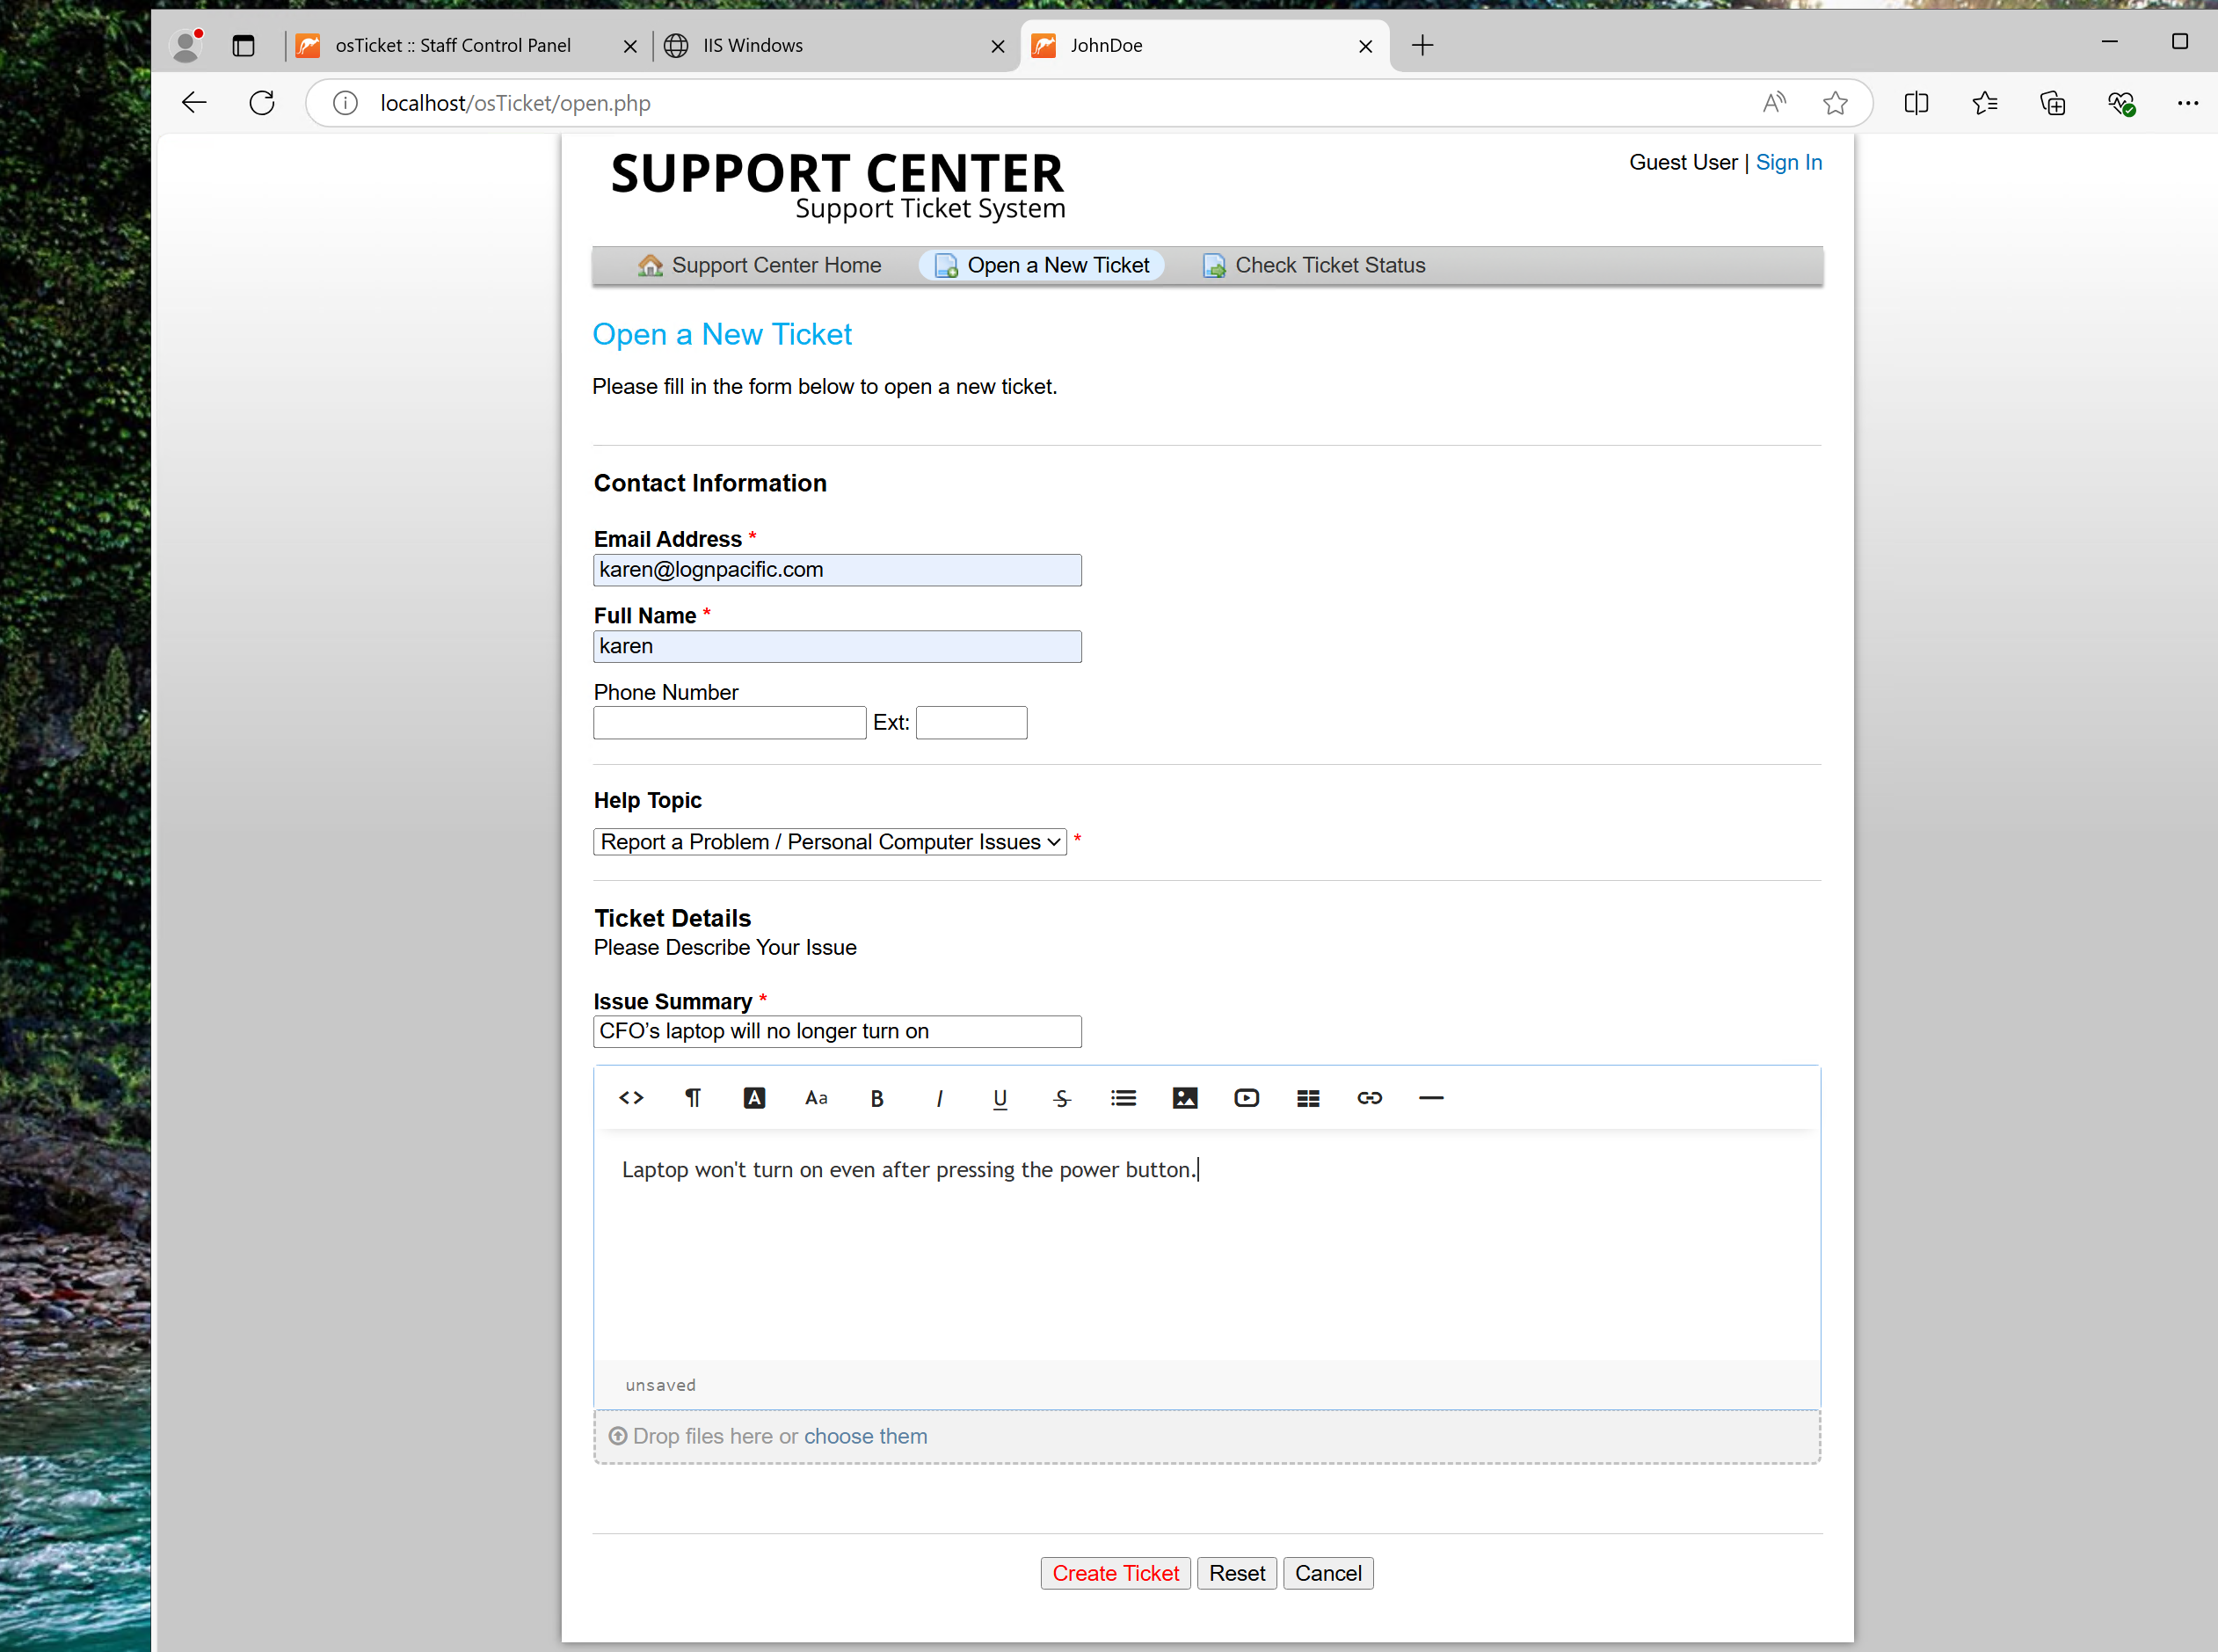 osTicket :: Staff Control Panel
IIS Windows
JohnDoe
localhost/osTicket/open.php
SUPPORT CENTER
Support Ticket System
Guest User | Sign In
Support Center Home
Open a New Ticket
Check Ticket Status
Open a New Ticket
Please fill in the form below to open a new ticket.
Contact Information
Email Address *
karen@lognpacific.com
Full Name *
karen
Phone Number
Ext:
Help Topic
Report a Problem / Personal Computer Issues *
Ticket Details
Please Describe Your Issue
Issue Summary *
CFO’s laptop will no longer turn on
<> ¶ A Aa B I U S
Laptop won't turn on even after pressing the power button.
unsaved
Drop files here or choose them
Create Ticket Reset Cancel